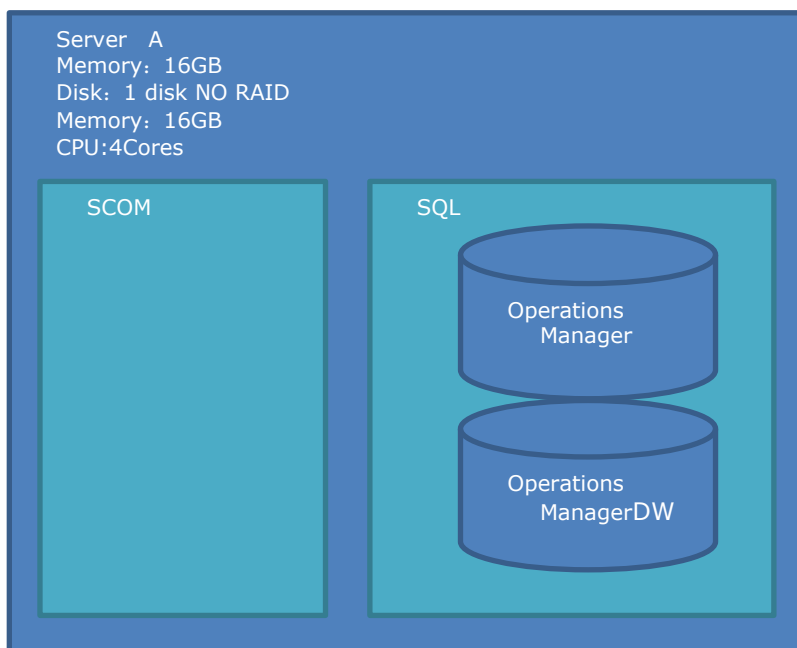 Server A
Memory：16GB
Disk：1 disk NO RAID
Memory：16GB
CPU:4Cores
SCOM
SQL
Operations
Manager
Operations
ManagerDW